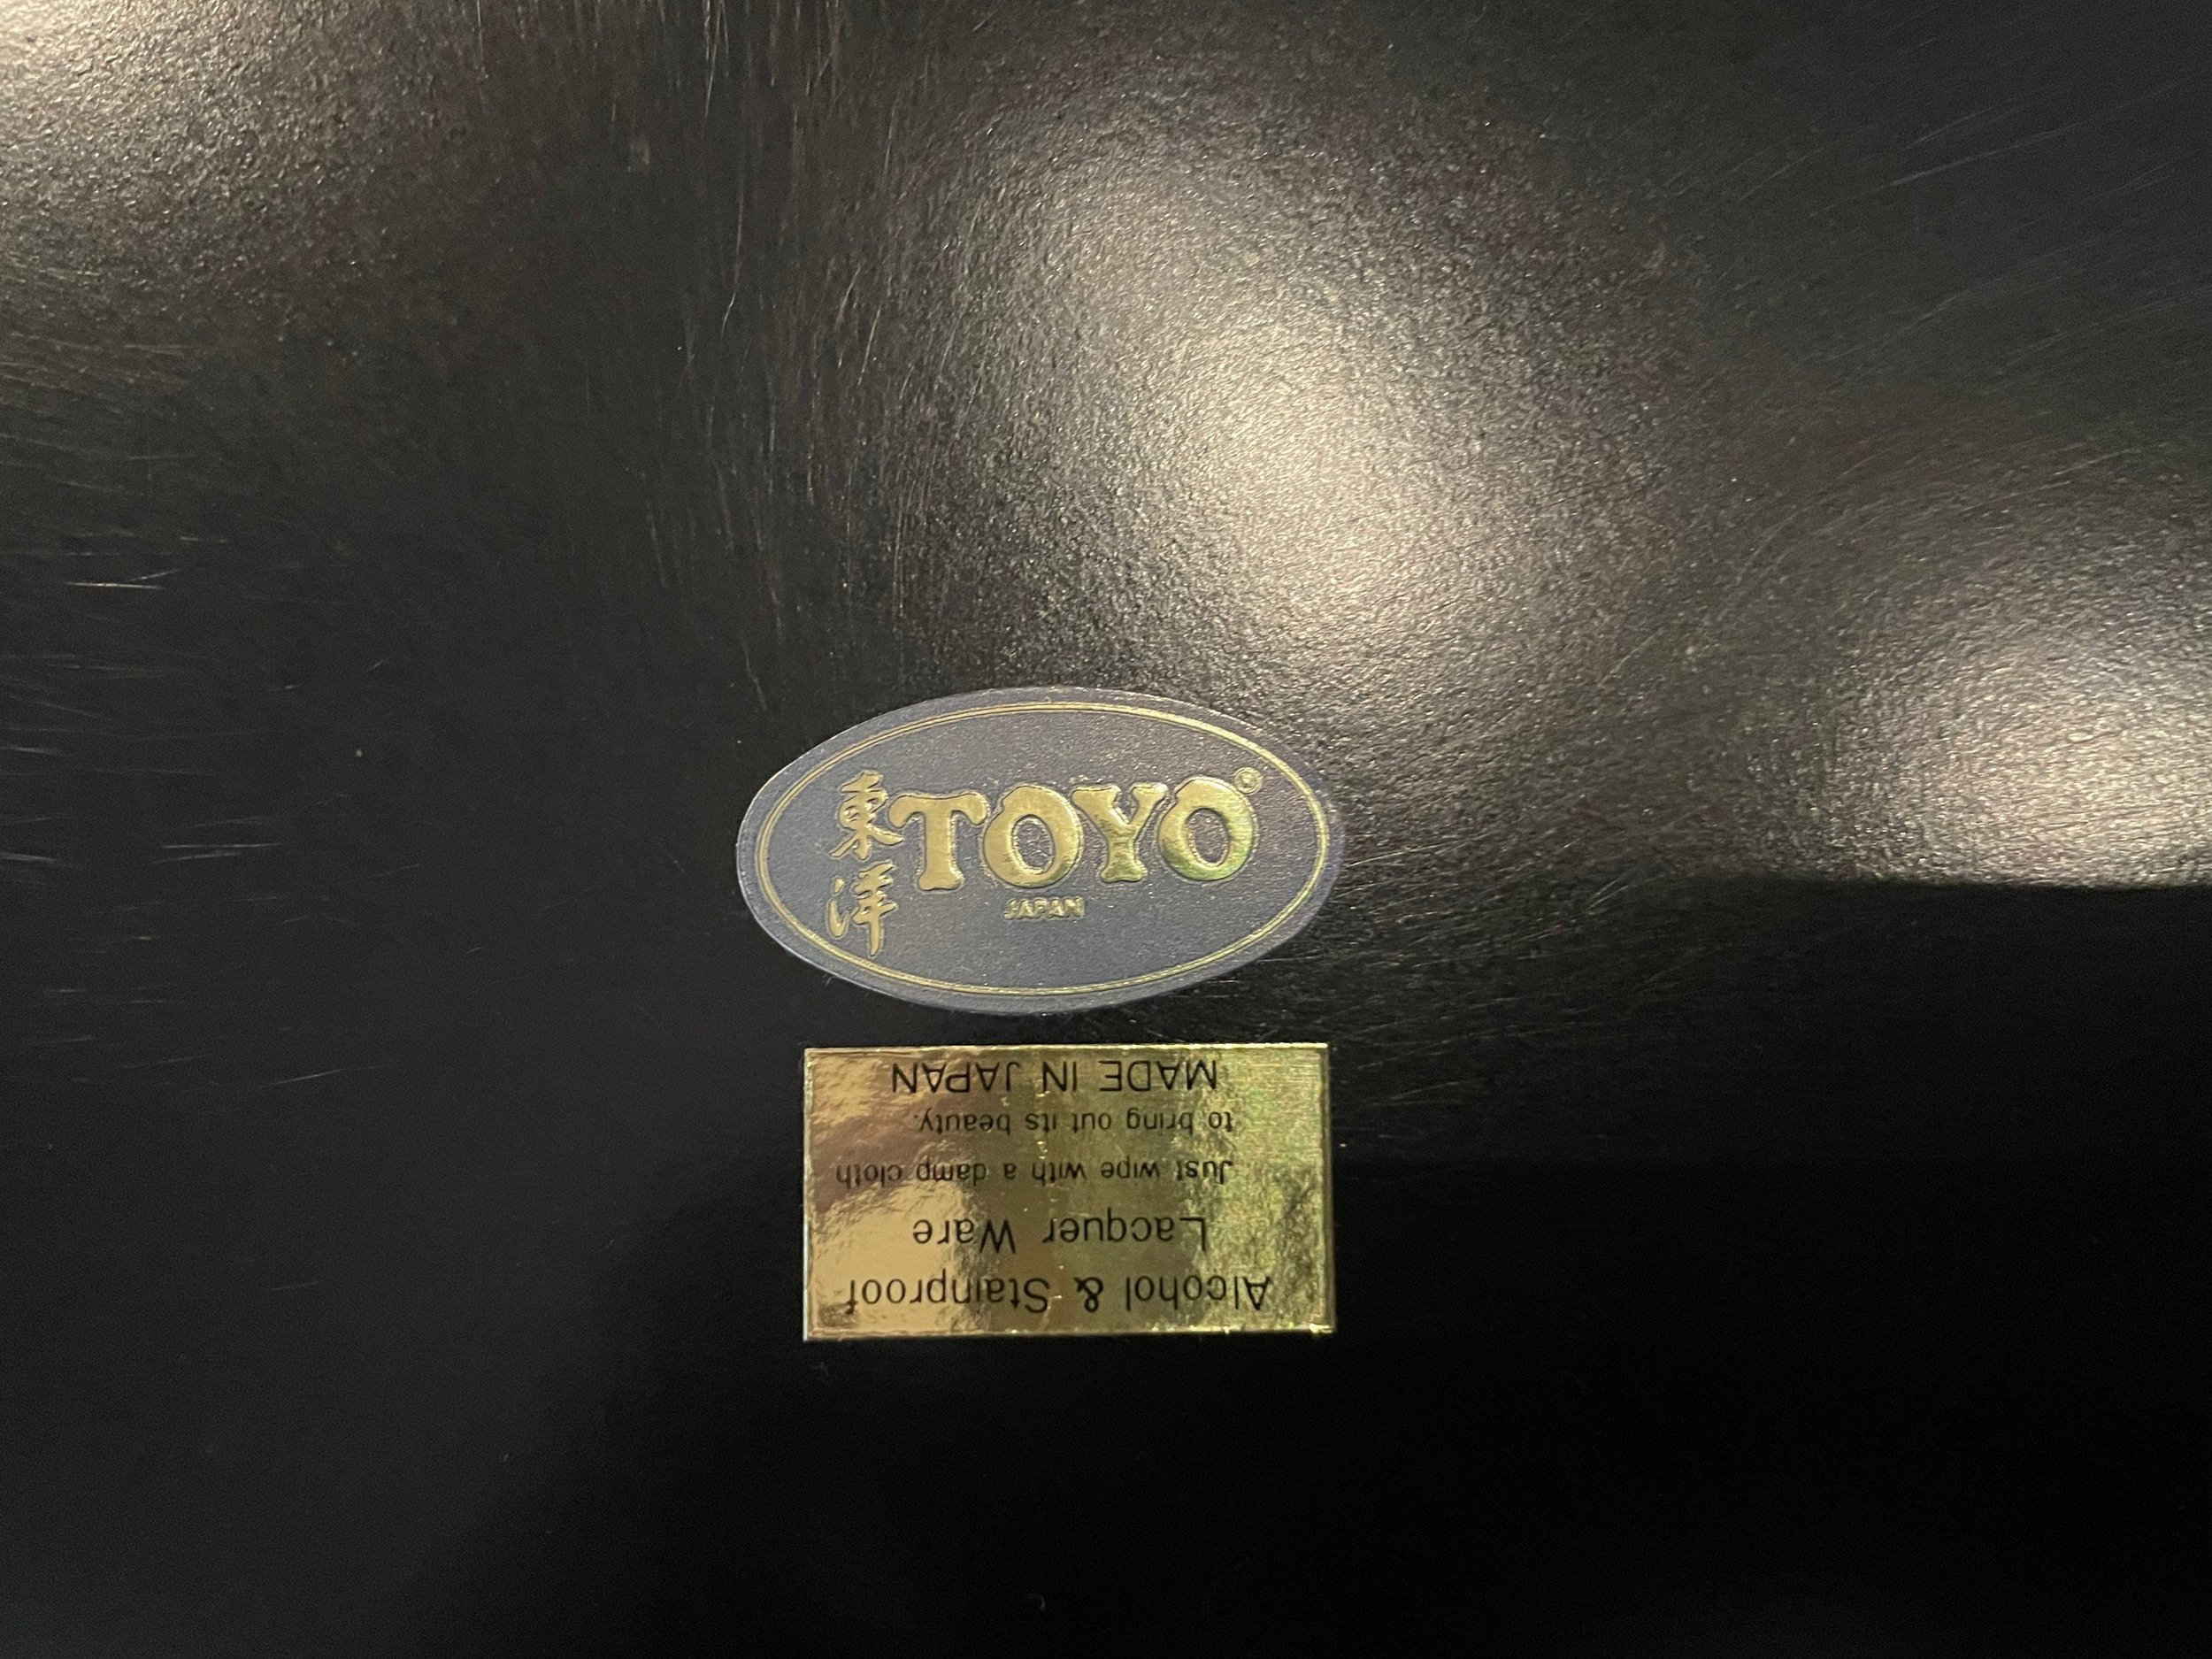 東洋
TOYO®
JAPAN
Alcohol & Stainproof
Lacquer Ware
Just wipe with a damp cloth
to bring out its beauty.
MADE IN JAPAN